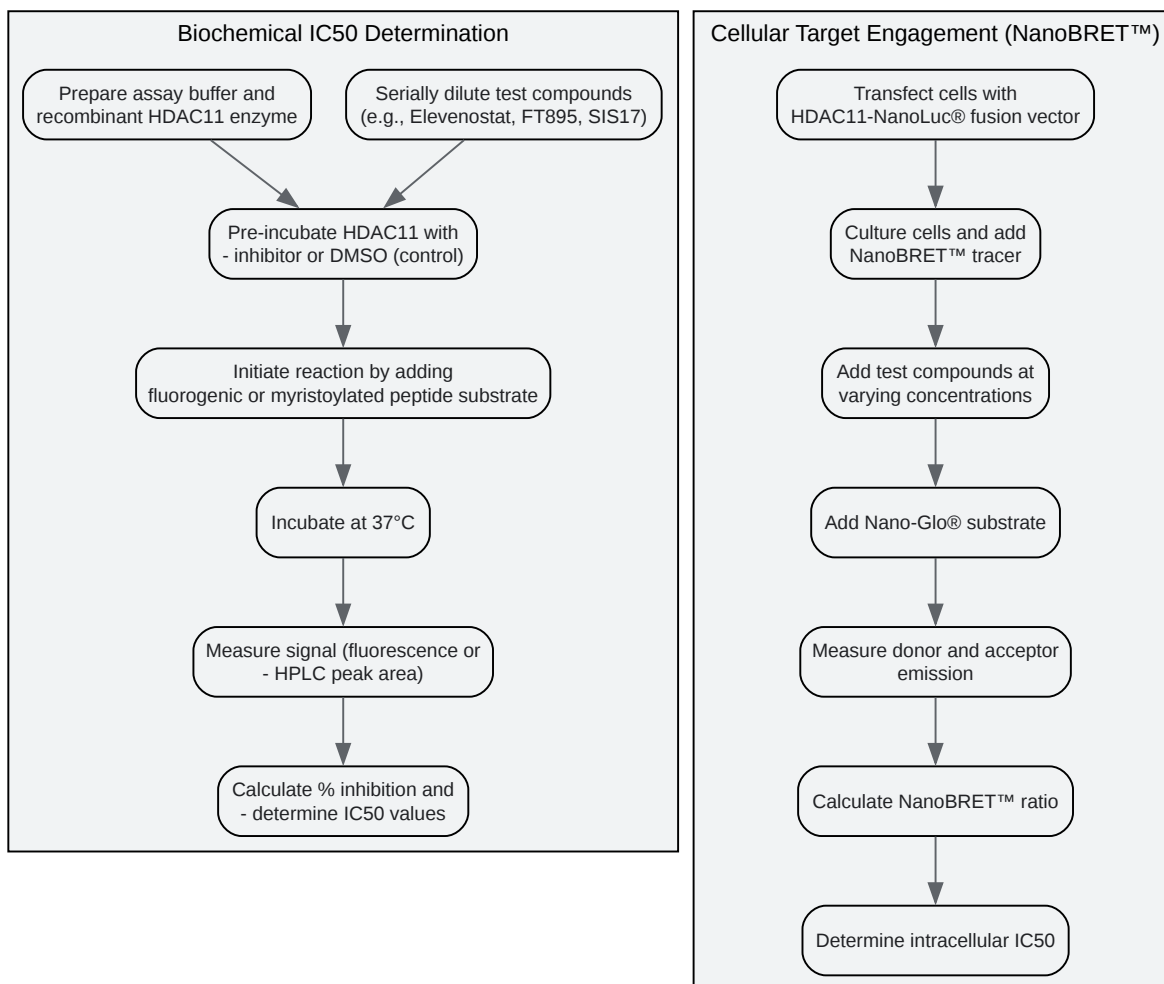 Biochemical IC50 Determination
Prepare assay buffer and
recombinant HDAC11 enzyme
Serially dilute test compounds
(e.g., Elevenostat, FT895, SIS17)
Pre-incubate HDAC11 with
- inhibitor or DMSO (control)
Initiate reaction by adding
fluorogenic or myristoylated peptide substrate
Incubate at 37°C
Measure signal (fluorescence or
- HPLC peak area)
Calculate % inhibition and
- determine IC50 values
Cellular Target Engagement (NanoBRET™)
Transfect cells with
HDAC11-NanoLuc® fusion vector
Culture cells and add
NanoBRET™ tracer
Add test compounds at
varying concentrations
Add Nano-Glo® substrate
Measure donor and acceptor
emission
Calculate NanoBRET™ ratio
Determine intracellular IC50